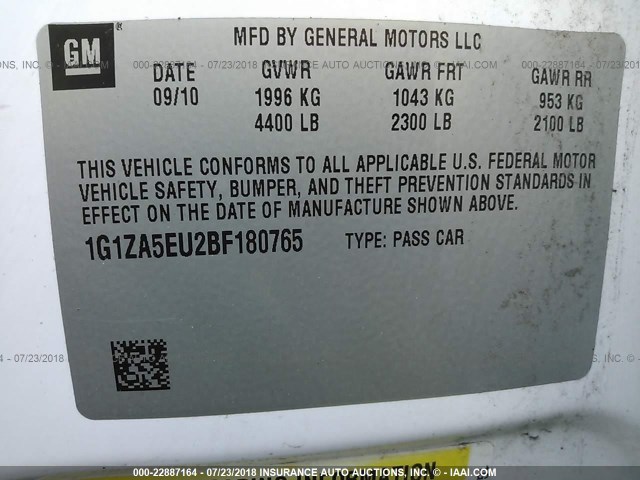 GM
MFD BY GENERAL MOTORS LLC
DATE GVWR GAWR FRT GAWR RR
09/10 1996 KG 1043 KG 953 KG
4400 LB 2300 LB 2100 LB
THIS VEHICLE CONFORMS TO ALL APPLICABLE U.S. FEDERAL MOTOR
VEHICLE SAFETY, BUMPER, AND THEFT PREVENTION STANDARDS IN
EFFECT ON THE DATE OF MANUFACTURE SHOWN ABOVE.
1G1ZA5EU2BF180765 TYPE: PASS CAR
000-22887164 - 07/23/2018 - INSURANCE AUTO AUCTIONS, INC. - IAAI.COM